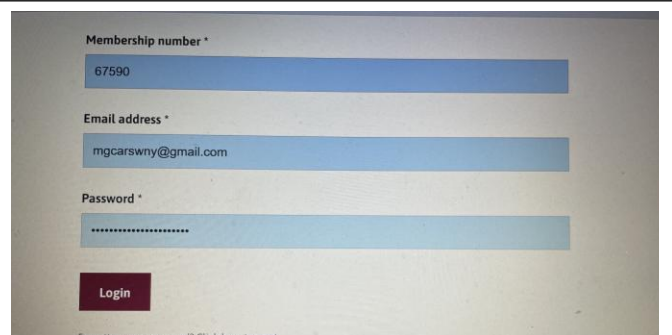 Membership number *
67590
Email address *
mgcarswny@gmail.com
Password *
••••••••••••••••••••••
Login